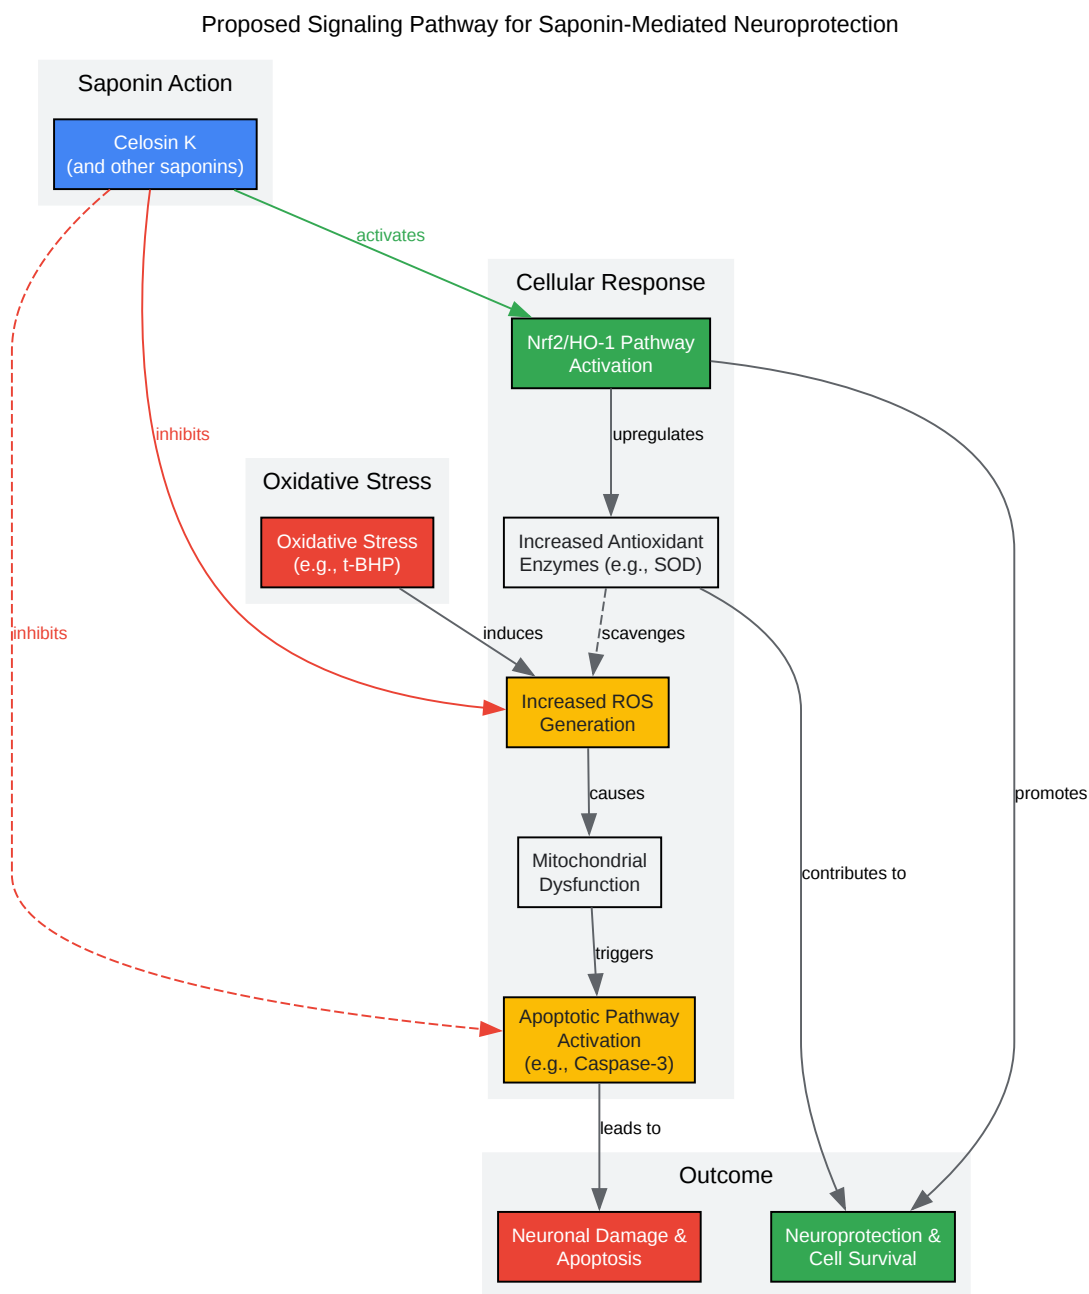 Proposed Signaling Pathway for Saponin-Mediated Neuroprotection
Saponin Action
Celosin K
(and other saponins)
activates
Cellular Response
Nrf2/HO-1 Pathway
Activation
inhibits
upregulates
Oxidative Stress
Oxidative Stress
(e.g., t-BHP)
Increased Antioxidant
Enzymes (e.g., SOD)
inhibits
induces
scavenges
Increased ROS
Generation
causes
promotes
Mitochondrial
Dysfunction
contributes to
triggers
Apoptotic Pathway
Activation
(e.g., Caspase-3)
leads to
Outcome
Neuronal Damage &
Apoptosis
Neuroprotection &
Cell Survival